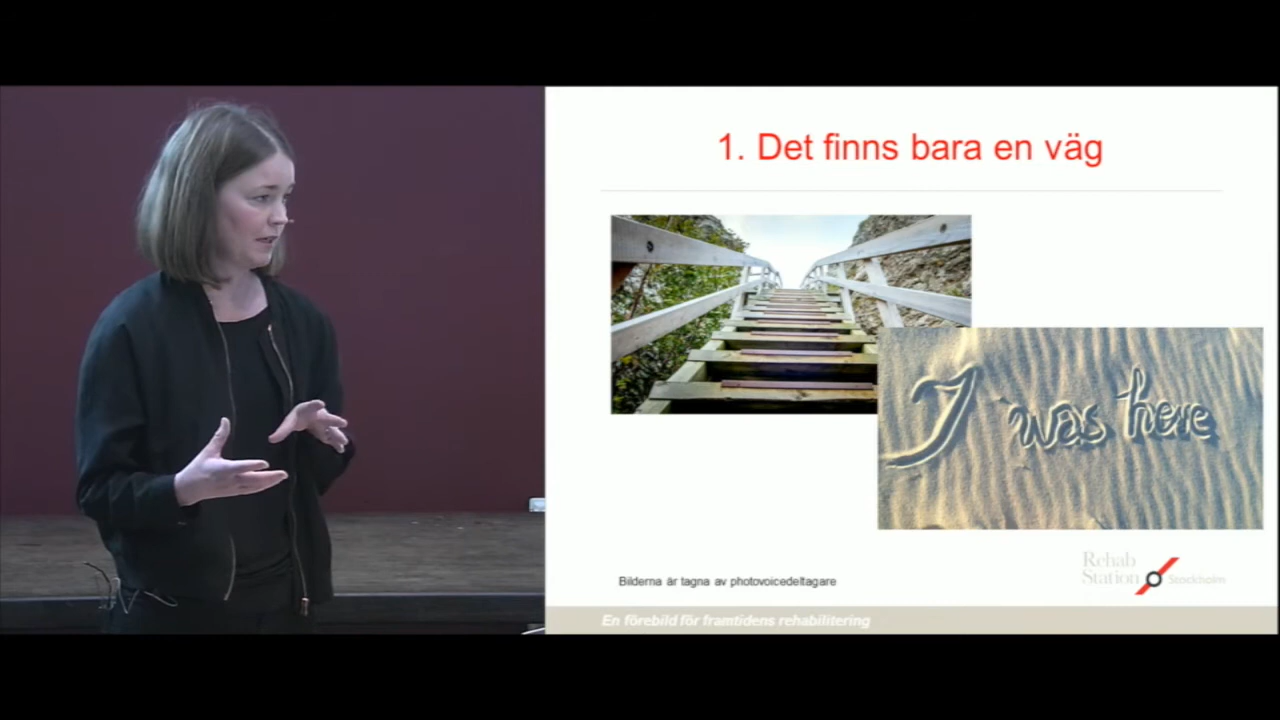 1. Det finns bara en väg
I was here
Bilderna är tagna av photovoicedeltagare
Rehab
Station Stockholm
En förebild för framtidens rehabilitering